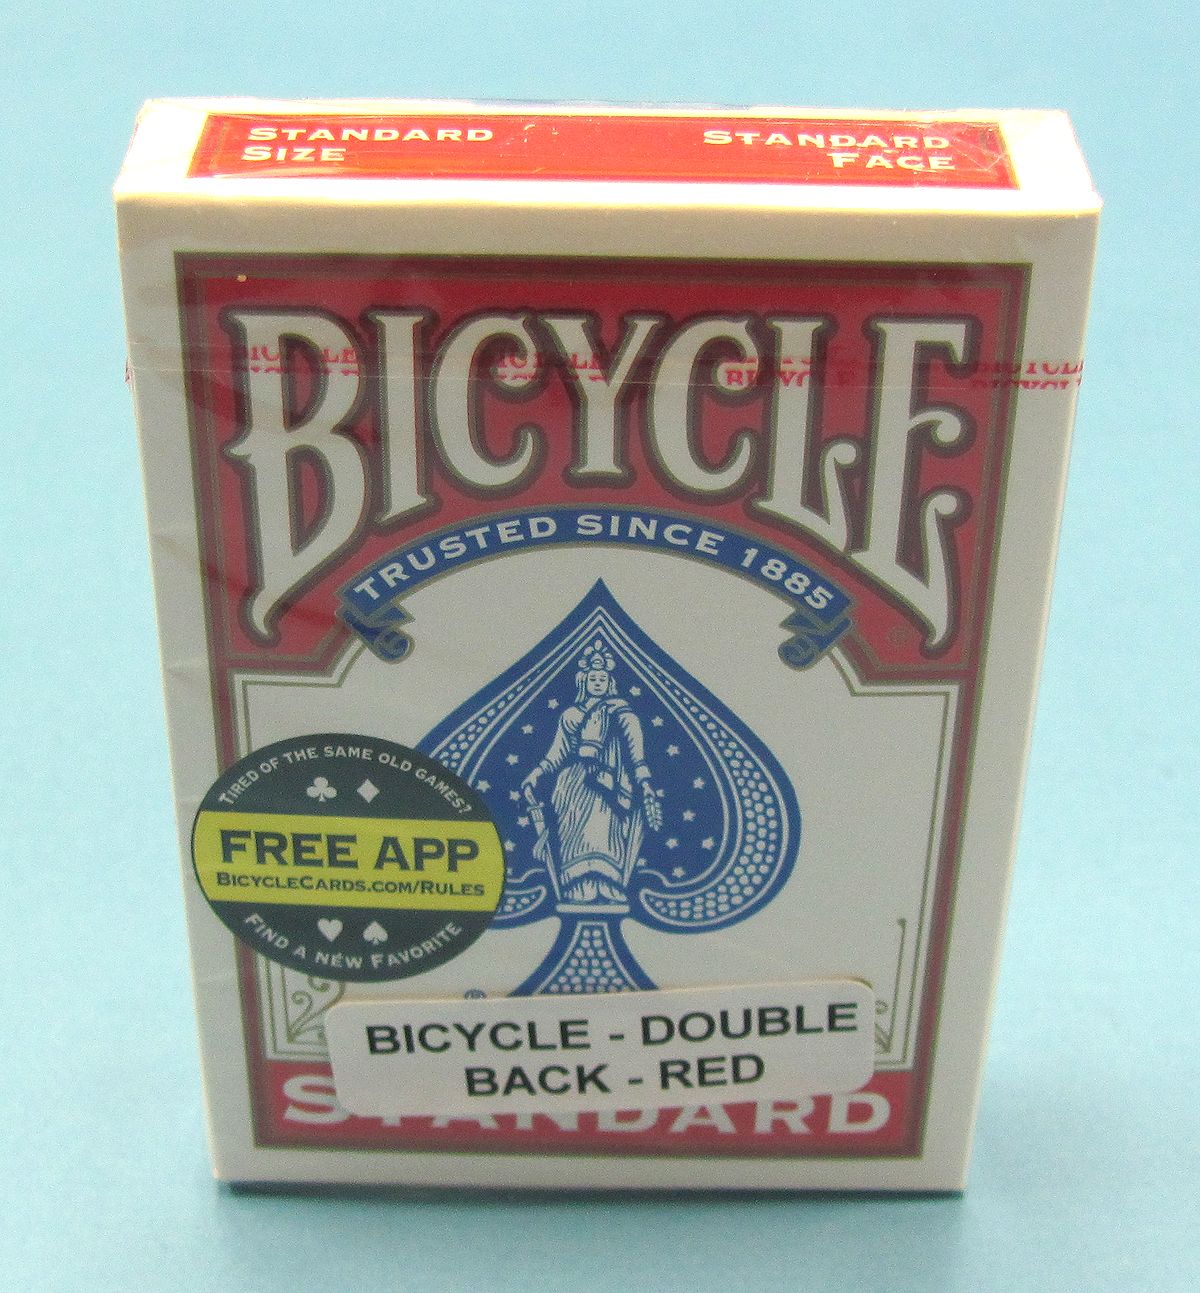 STANDARD SIZE
STANDARD FACE
BICYCLE
TRUSTED SINCE 1885
TIRED OF THE SAME OLD GAMES?
FREE APP
BICYCLECARDS.COM/RULES
FIND A NEW FAVORITE
BICYCLE - DOUBLE
BACK - RED
STANDARD